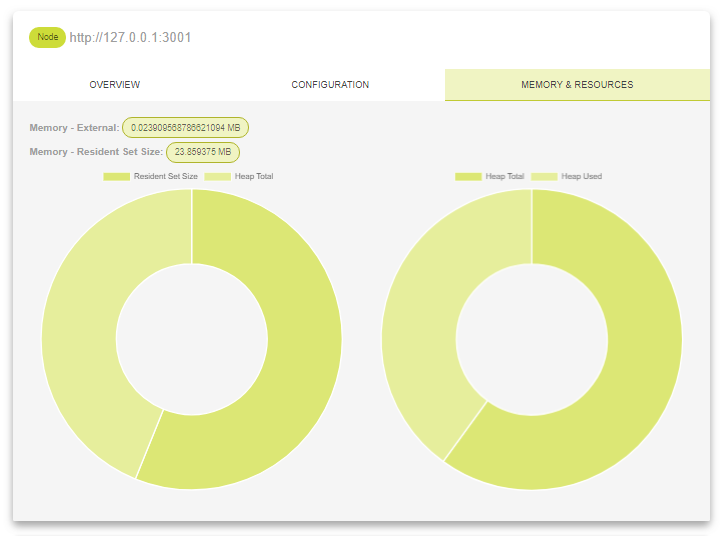 Node http://127.0.0.1:3001
OVERVIEW CONFIGURATION MEMORY & RESOURCES
Memory - External: 0.023909568786621094 MB
Memory - Resident Set Size: 23.859375 MB
Resident Set Size Heap Total
Heap Total Heap Used